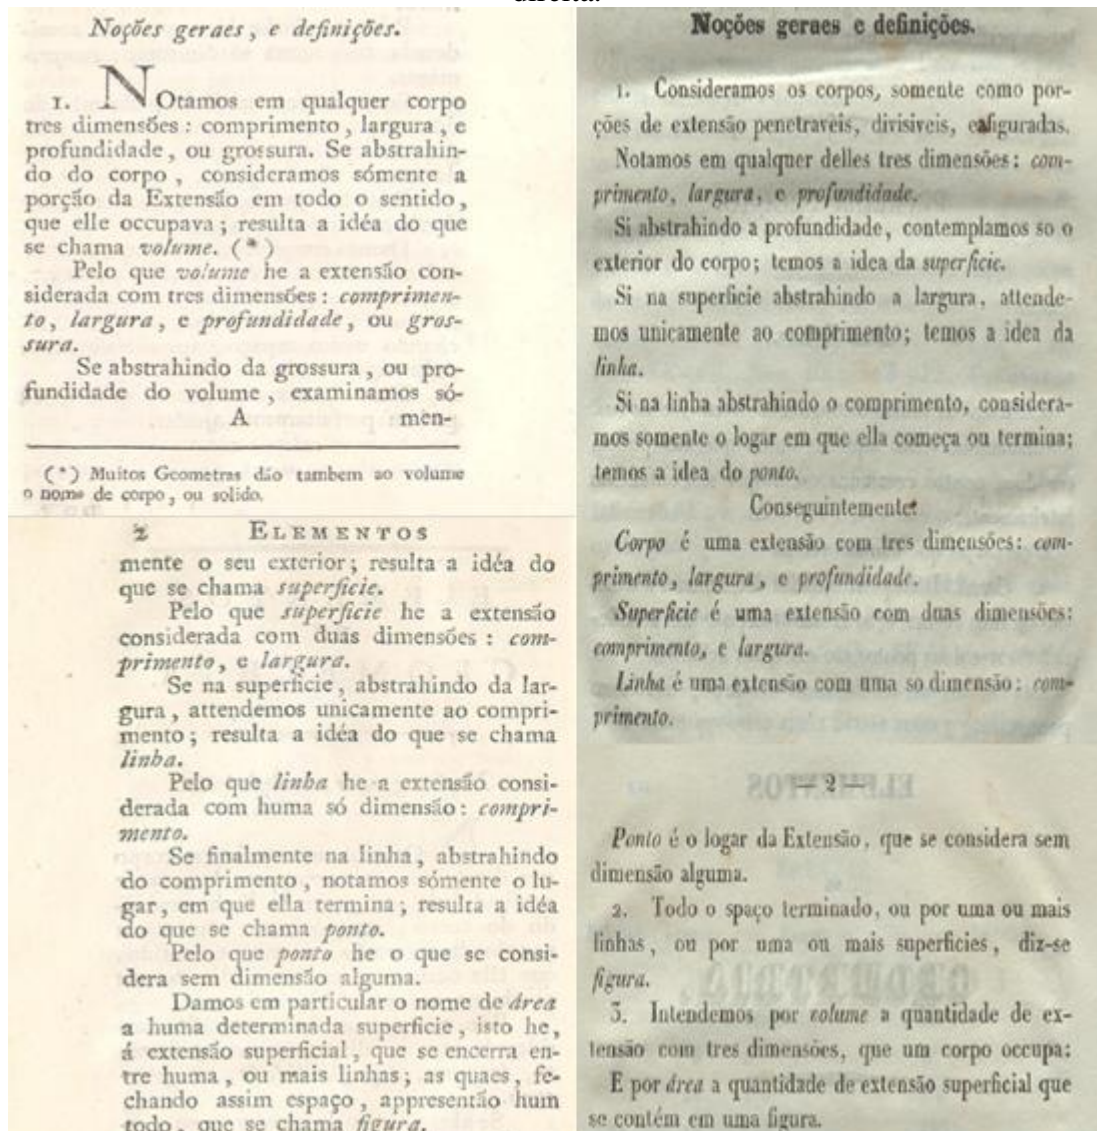 direita.
Noções geraes, e definições.
1. NOtamos em qualquer corpo
tres dimensões : comprimento, largura, e
profundidade, ou grossura. Se abstrahin-
do do corpo, consideramos sómente a
porção da Extensão em todo o sentido,
que elle occupava; resulta a idéa do que
se chama volume. (*)
Pelo que volume he a extensão con-
siderada com tres dimensões: comprimen-
to, largura, e profundidade, ou gros-
sura.
Se abstrahindo da grossura, ou pro-
fundidade do volume, examinamos só-
A men-
(*) Muitos Geometras dão tambem ao volume
o nome de corpo, ou solido.
2 ELEMENTOS
mente o seu exterior; resulta a idéa do
que se chama superficie.
Pelo que superficie he a extensão
considerada com duas dimensões : com-
primento, e largura.
Se na superficie, abstrahindo da lar-
gura, attendemos unicamente ao compri-
mento; resulta a idéa do que se chama
linha.
Pelo que linha he a extensão consi-
derada com huma só dimensão: compri-
mento.
Se finalmente na linha, abstrahindo
do comprimento, notamos sómente o lu-
gar, em que ella termina; resulta a idéa
do que se chama ponto.
Pelo que ponto he o que se consi-
dera sem dimensão alguma.
Damos em particular o nome de área
a huma determinada superficie, isto he,
á extensão superficial, que se encerra en-
tre huma, ou mais linhas; as quaes, fe-
chando assim espaço, appresentão hum
todo, que se chama figura.
Noções geraes e definições.
1. Consideramos os corpos, somente como por-
ções de extensão penetraveis, divisiveis, e figuradas.
Notamos em qualquer delles tres dimensões: com-
primento, largura, e profundidade.
Si abstrahindo a profundidade, contemplamos so o
exterior do corpo; temos a idea da superficie.
Si na superficie abstrahindo a largura, attende-
mos unicamente ao comprimento; temos a idea da
linha.
Si na linha abstrahindo o comprimento, considera-
mos somente o logar em que ella começa ou termina;
temos a idea do ponto.
Conseguintemente:
Corpo é uma extensão com tres dimensões: com-
primento, largura, e profundidade.
Superficie é uma extensão com duas dimensões:
comprimento, e largura.
Linha é uma extensão com uma so dimensão: com-
primento.
— 2 —
Ponto é o logar da Extensão, que se considera sem
dimensão alguma.
2. Todo o spaço terminado, ou por uma ou mais
linhas, ou por uma ou mais superficies, diz-se
figura.
3. Intendemos por volume a quantidade de ex-
tensão com tres dimensões, que um corpo occupa:
E por área a quantidade de extensão superficial que
se contém em uma figura.